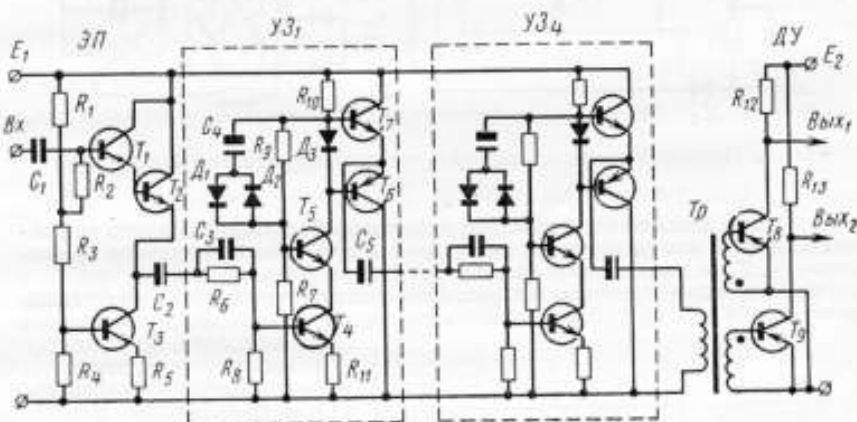 ЭП УЗ₁ УЗ₄ ДУ
E₁ E₂
R₁ R₁₀ T₇ R₁₂
Вх C₄ R₉ Д₃ Вых₁
C₁ T₁ R₂ T₂ Д₁ Д₂ T₆ R₁₃
R₃ C₃ T₅ C₅ Тр T₈ Вых₂
C₂ R₆ R₇
T₃ T₄ T₉
R₄ R₅ R₈ R₁₁